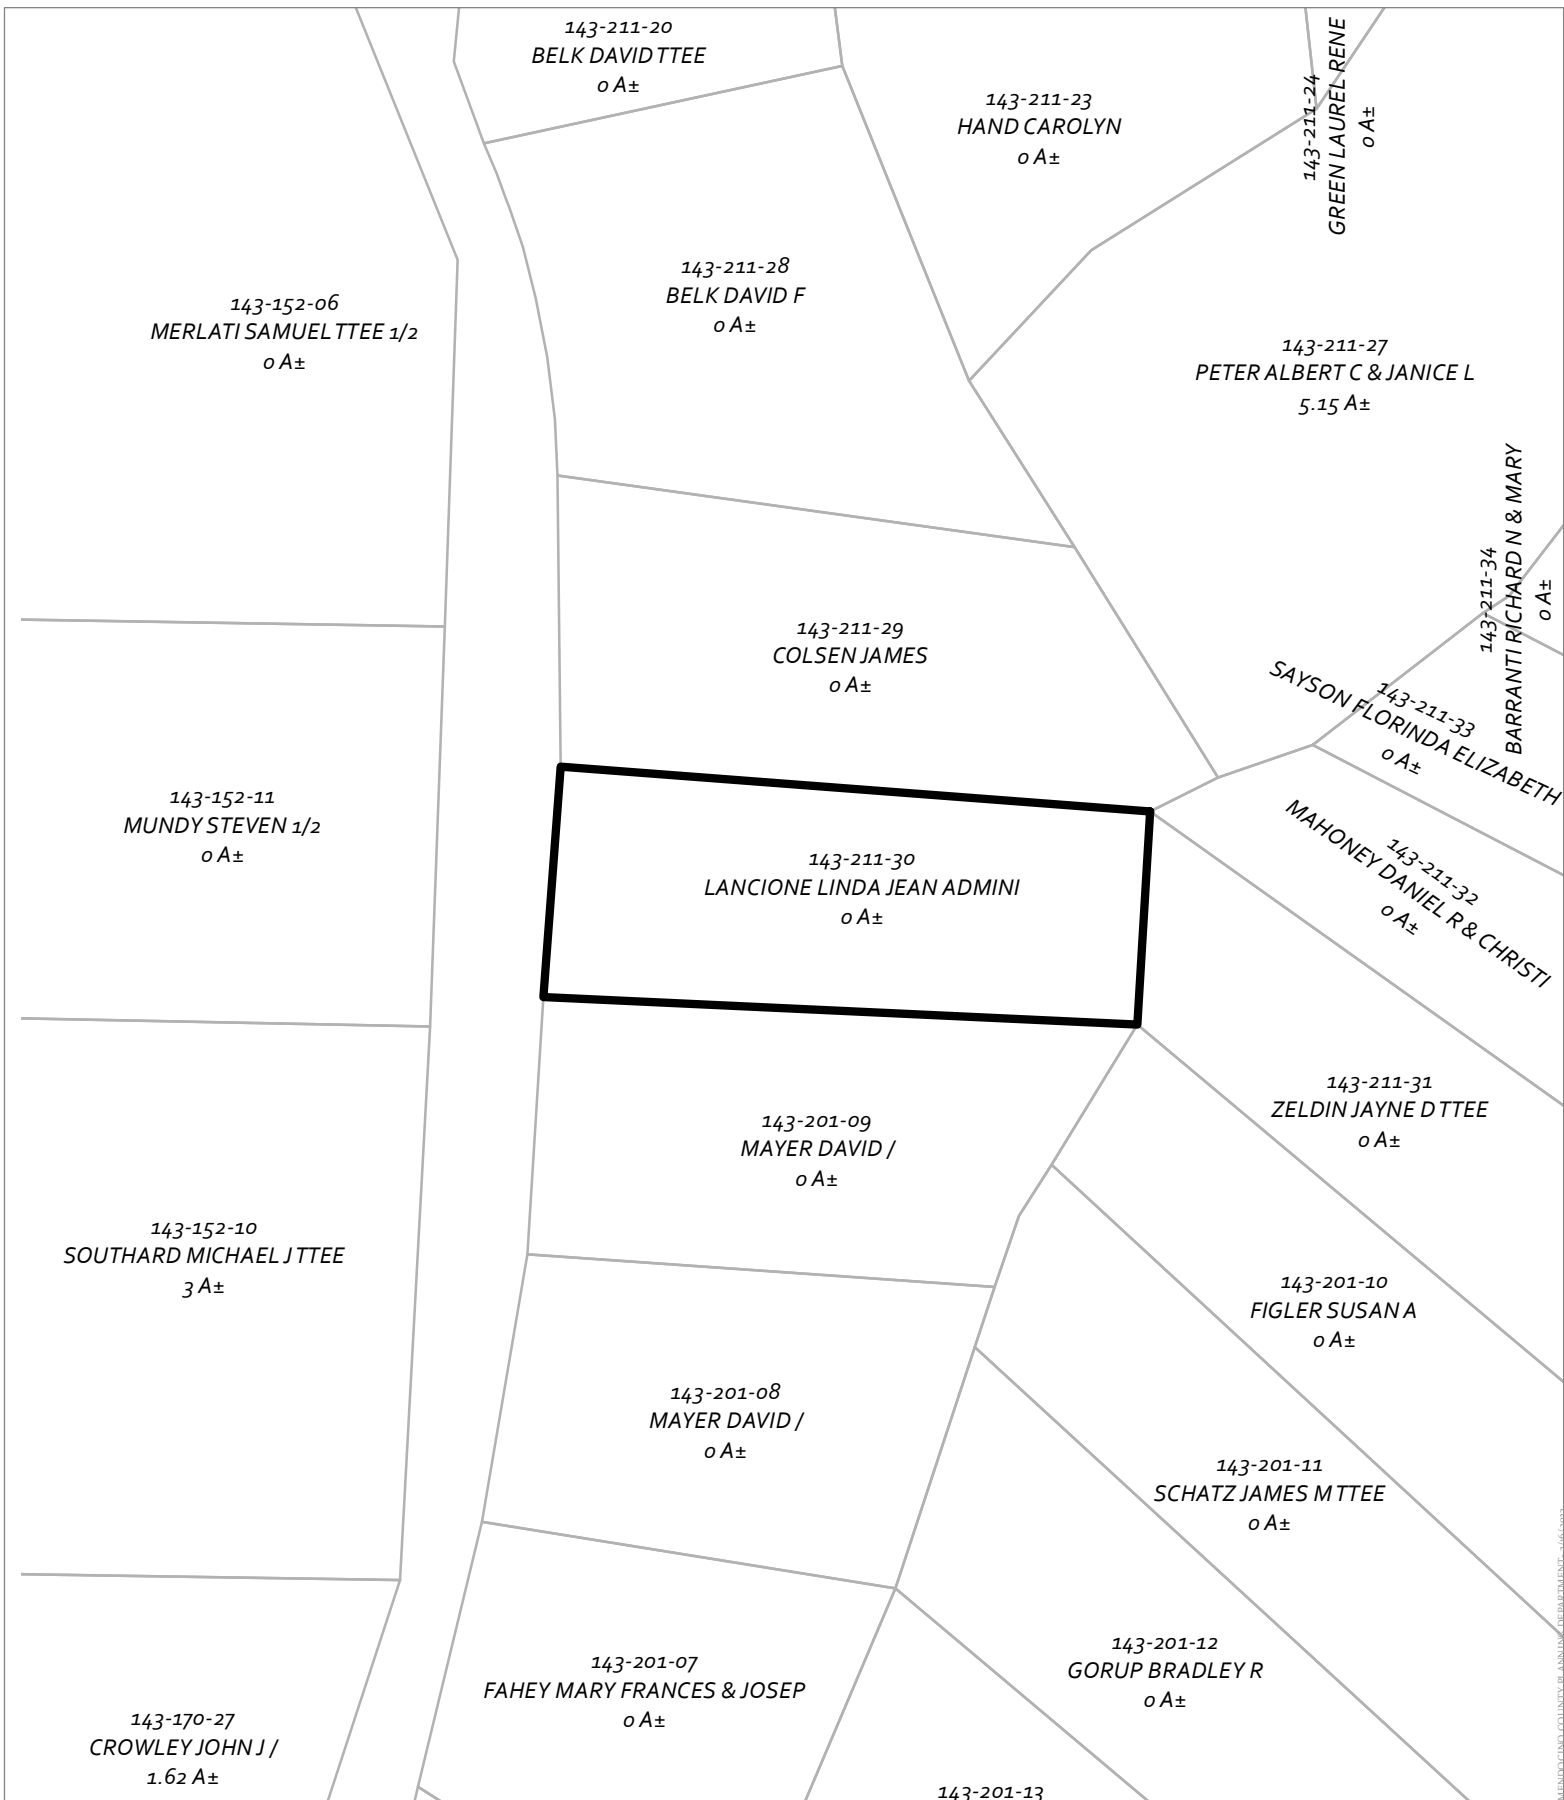 143-211-20
BELK DAVID TTEE
0 A±
143-211-23
HAND CAROLYN
0 A±
143-211-24
GREEN LAUREL RENE
0 A±
143-211-28
BELK DAVID F
0 A±
143-152-06
MERLATI SAMUEL TTEE 1/2
0 A±
143-211-27
PETER ALBERT C & JANICE L
5.15 A±
143-211-34
BARRANTI RICHARD N & MARY
0 A±
143-211-29
COLSEN JAMES
0 A±
143-211-33
SAYSON FLORINDA ELIZABETH
0 A±
143-152-11
MUNDY STEVEN 1/2
0 A±
143-211-30
LANCIONE LINDA JEAN ADMINI
0 A±
143-211-32
MAHONEY DANIEL R & CHRISTI
0 A±
143-211-31
ZELDIN JAYNE D TTEE
0 A±
143-201-09
MAYER DAVID /
0 A±
143-152-10
SOUTHARD MICHAEL J TTEE
3 A±
143-201-10
FIGLER SUSAN A
0 A±
143-201-08
MAYER DAVID /
0 A±
143-201-11
SCHATZ JAMES M TTEE
0 A±
143-201-12
GORUP BRADLEY R
0 A±
143-201-07
FAHEY MARY FRANCES & JOSEP
0 A±
143-170-27
CROWLEY JOHN J /
1.62 A±
143-201-13
MENDOCINO COUNTY PLANNING DEPARTMENT-